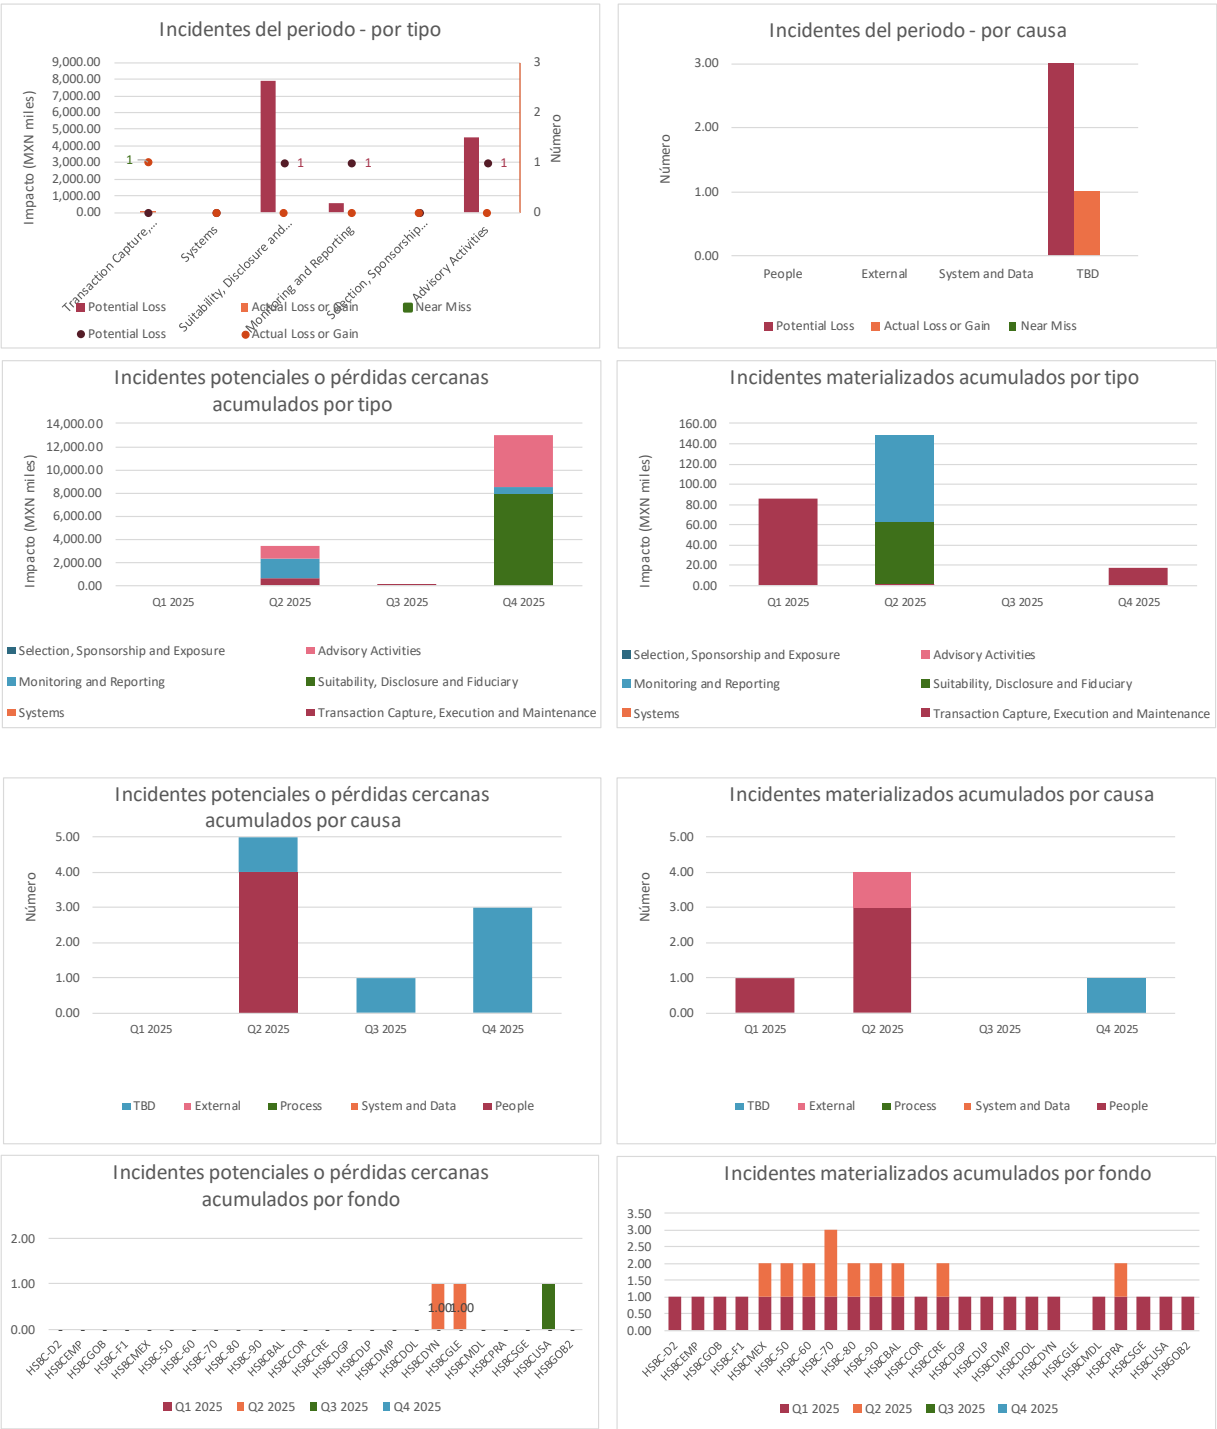 Incidentes del periodo - por tipo
Impacto (MXN miles)
9,000.00
8,000.00
7,000.00
6,000.00
5,000.00
4,000.00
3,000.00
2,000.00
1,000.00
0.00
3
2
1
0
Número
1
1
1
1
Transaction Capture,...
Systems
Suitability, Disclosure and...
Monitoring and Reporting
Selection, Sponsorship...
Advisory Activities
Potential Loss
Actual Loss or Gain
Near Miss
Potential Loss
Actual Loss or Gain
Incidentes del periodo - por causa
Número
3.00
2.00
1.00
0.00
People
External
System and Data
TBD
Potential Loss
Actual Loss or Gain
Near Miss
Incidentes potenciales o pérdidas cercanas
acumulados por tipo
Impacto (MXN miles)
14,000.00
12,000.00
10,000.00
8,000.00
6,000.00
4,000.00
2,000.00
0.00
Q1 2025
Q2 2025
Q3 2025
Q4 2025
Selection, Sponsorship and Exposure
Advisory Activities
Monitoring and Reporting
Suitability, Disclosure and Fiduciary
Systems
Transaction Capture, Execution and Maintenance
Incidentes materializados acumulados por tipo
Impacto (MXN miles)
160.00
140.00
120.00
100.00
80.00
60.00
40.00
20.00
0.00
Q1 2025
Q2 2025
Q3 2025
Q4 2025
Selection, Sponsorship and Exposure
Advisory Activities
Monitoring and Reporting
Suitability, Disclosure and Fiduciary
Systems
Transaction Capture, Execution and Maintenance
Incidentes potenciales o pérdidas cercanas
acumulados por causa
Número
5.00
4.00
3.00
2.00
1.00
0.00
Q1 2025
Q2 2025
Q3 2025
Q4 2025
TBD
External
Process
System and Data
People
Incidentes materializados acumulados por causa
Número
5.00
4.00
3.00
2.00
1.00
0.00
Q1 2025
Q2 2025
Q3 2025
Q4 2025
TBD
External
Process
System and Data
People
Incidentes potenciales o pérdidas cercanas
acumulados por fondo
2.00
1.00
0.00
1.00
1.00
HSBC-D2
HSBCEMP
HSBCGOB
HSBC-F1
HSBCMEX
HSBC-50
HSBC-60
HSBC-70
HSBC-80
HSBC-90
HSBCBAL
HSBCCOR
HSBCCRE
HSBCDGP
HSBCDLP
HSBCDMP
HSBCDOL
HSBCDYN
HSBCGLE
HSBCMDL
HSBCPRA
HSBCSGE
HSBCUSA
HSBGOB2
Q1 2025
Q2 2025
Q3 2025
Q4 2025
Incidentes materializados acumulados por fondo
3.50
3.00
2.50
2.00
1.50
1.00
0.50
0.00
HSBC-D2
HSBCEMP
HSBCGOB
HSBC-F1
HSBCMEX
HSBC-50
HSBC-60
HSBC-70
HSBC-80
HSBC-90
HSBCBAL
HSBCCOR
HSBCCRE
HSBCDGP
HSBCDLP
HSBCDMP
HSBCDOL
HSBCDYN
HSBCGLE
HSBCMDL
HSBCPRA
HSBCSGE
HSBCUSA
HSBGOB2
Q1 2025
Q2 2025
Q3 2025
Q4 2025